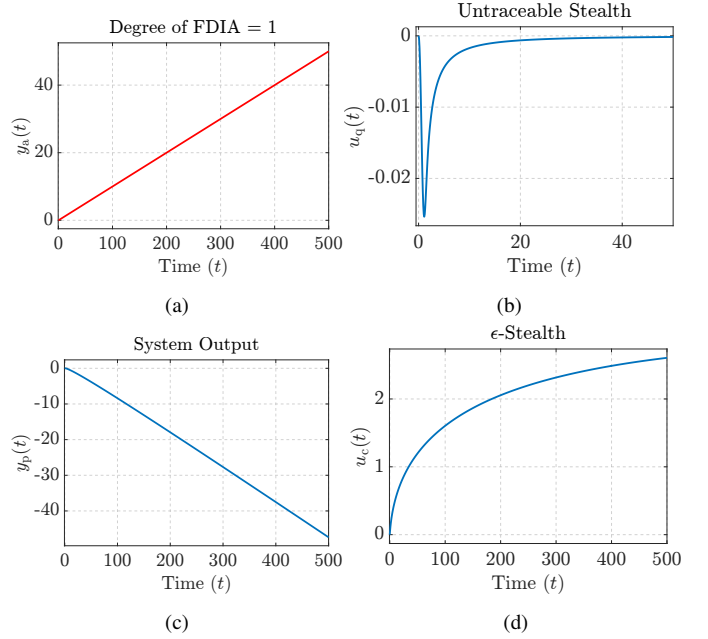 Degree of FDIA = 1
y_a(t)
40
20
0
0 100 200 300 400 500
Time (t)
(a)
Untraceable Stealth
u_q(t)
0
-0.01
-0.02
0 20 40
Time (t)
(b)
System Output
y_p(t)
0
-10
-20
-30
-40
0 100 200 300 400 500
Time (t)
(c)
ϵ-Stealth
u_c(t)
2
1
0
0 100 200 300 400 500
Time (t)
(d)